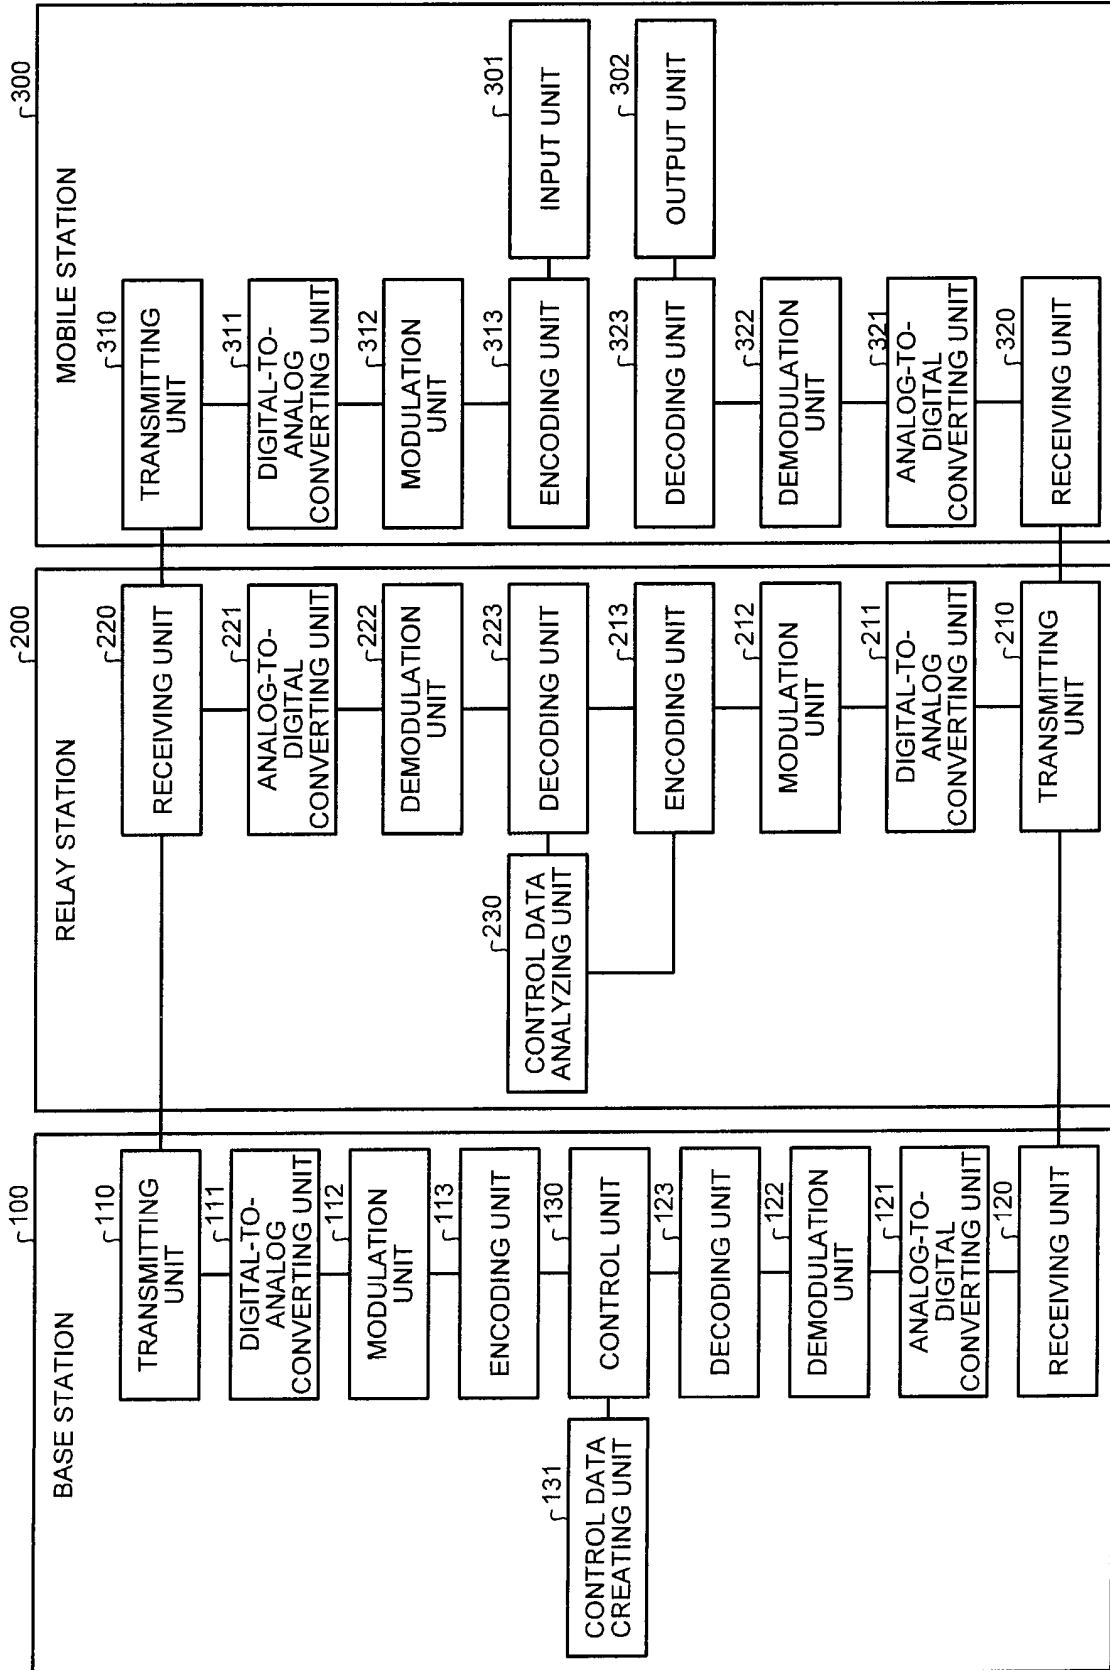 100
BASE STATION
110
TRANSMITTING
UNIT
111
DIGITAL-TO-
ANALOG
CONVERTING UNIT
112
MODULATION
UNIT
113
ENCODING UNIT
130
CONTROL UNIT
131
CONTROL DATA
CREATING UNIT
123
DECODING UNIT
122
DEMODULATION
UNIT
121
ANALOG-TO-
DIGITAL
CONVERTING UNIT
120
RECEIVING UNIT
200
RELAY STATION
220
RECEIVING UNIT
221
ANALOG-TO-
DIGITAL
CONVERTING UNIT
222
DEMODULATION
UNIT
223
DECODING UNIT
230
CONTROL DATA
ANALYZING UNIT
213
ENCODING UNIT
212
MODULATION
UNIT
211
DIGITAL-TO-
ANALOG
CONVERTING UNIT
210
TRANSMITTING
UNIT
300
MOBILE STATION
310
TRANSMITTING
UNIT
311
DIGITAL-TO-
ANALOG
CONVERTING UNIT
312
MODULATION
UNIT
313
ENCODING UNIT
301
INPUT UNIT
323
DECODING UNIT
302
OUTPUT UNIT
322
DEMODULATION
UNIT
321
ANALOG-TO-
DIGITAL
CONVERTING UNIT
320
RECEIVING UNIT